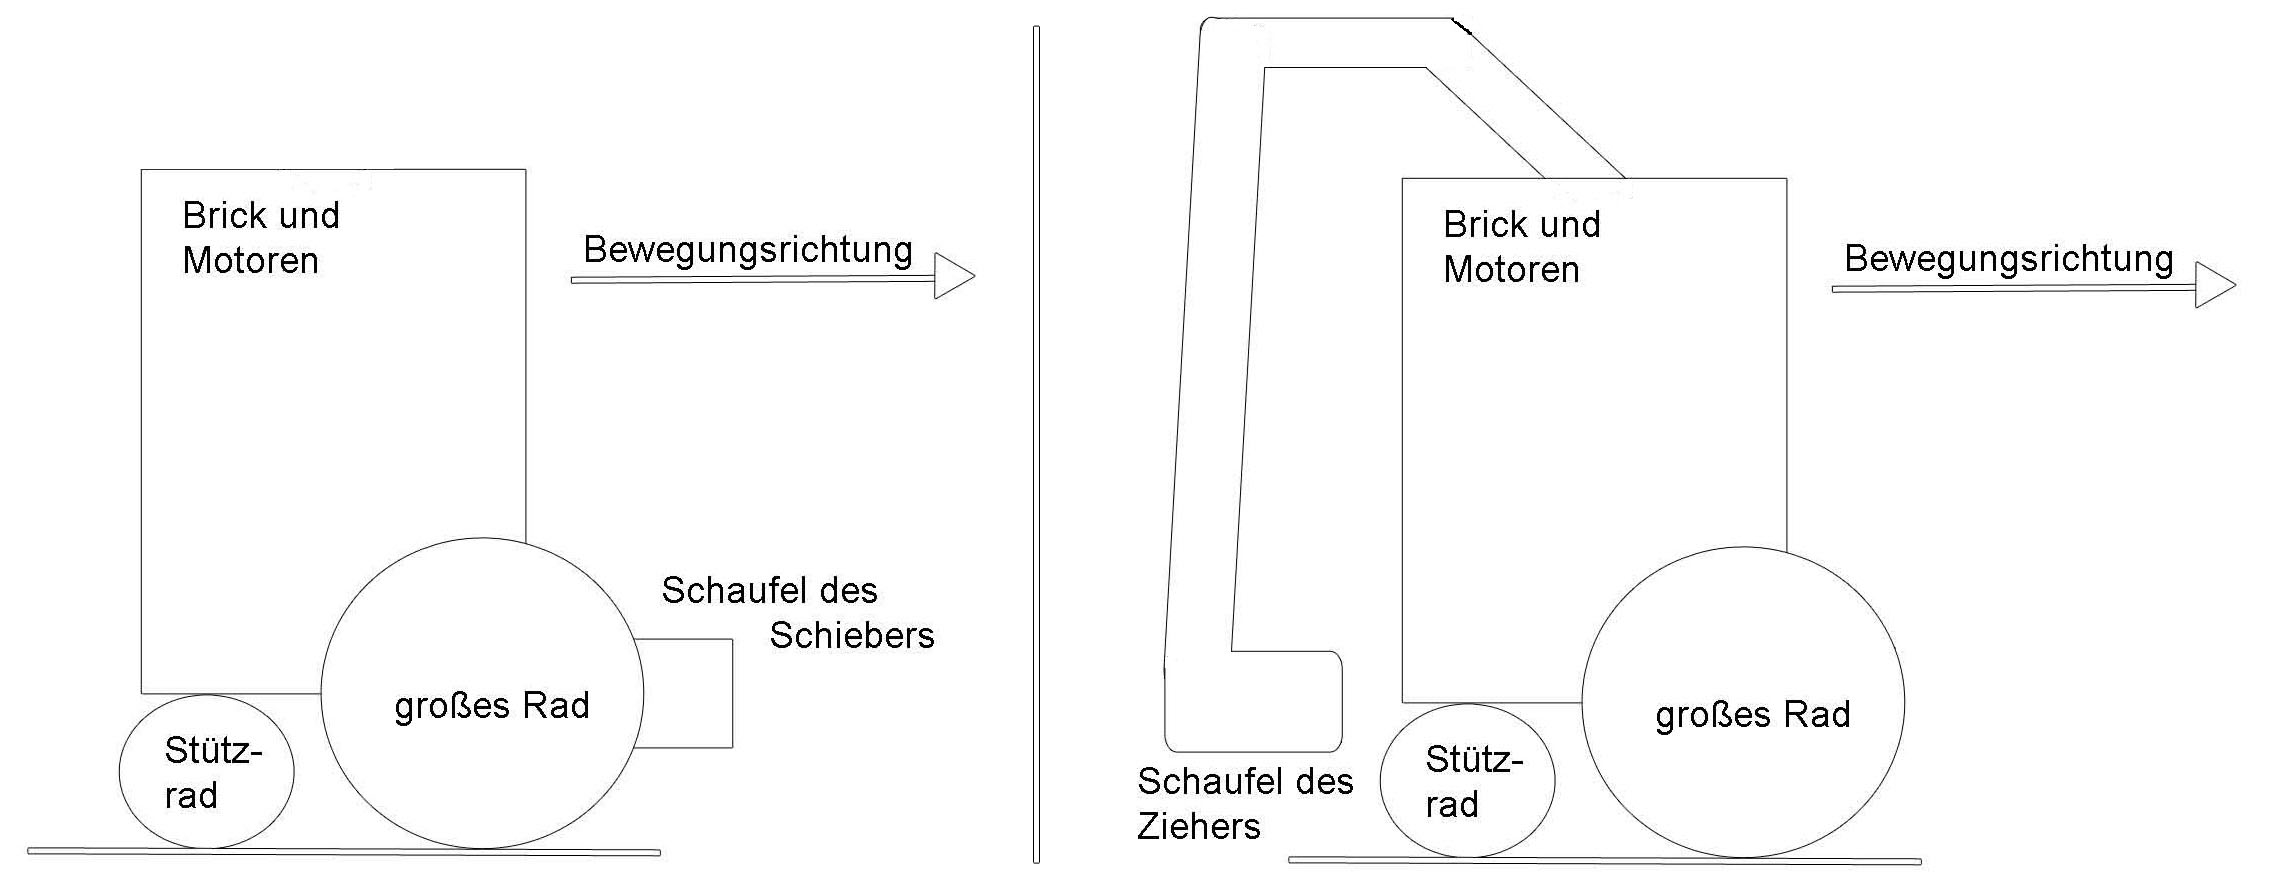 Brick und
Motoren
Bewegungsrichtung
Schaufel des
Schiebers
großes Rad
Stütz-
rad
Brick und
Motoren
Bewegungsrichtung
großes Rad
Stütz-
rad
Schaufel des
Ziehers